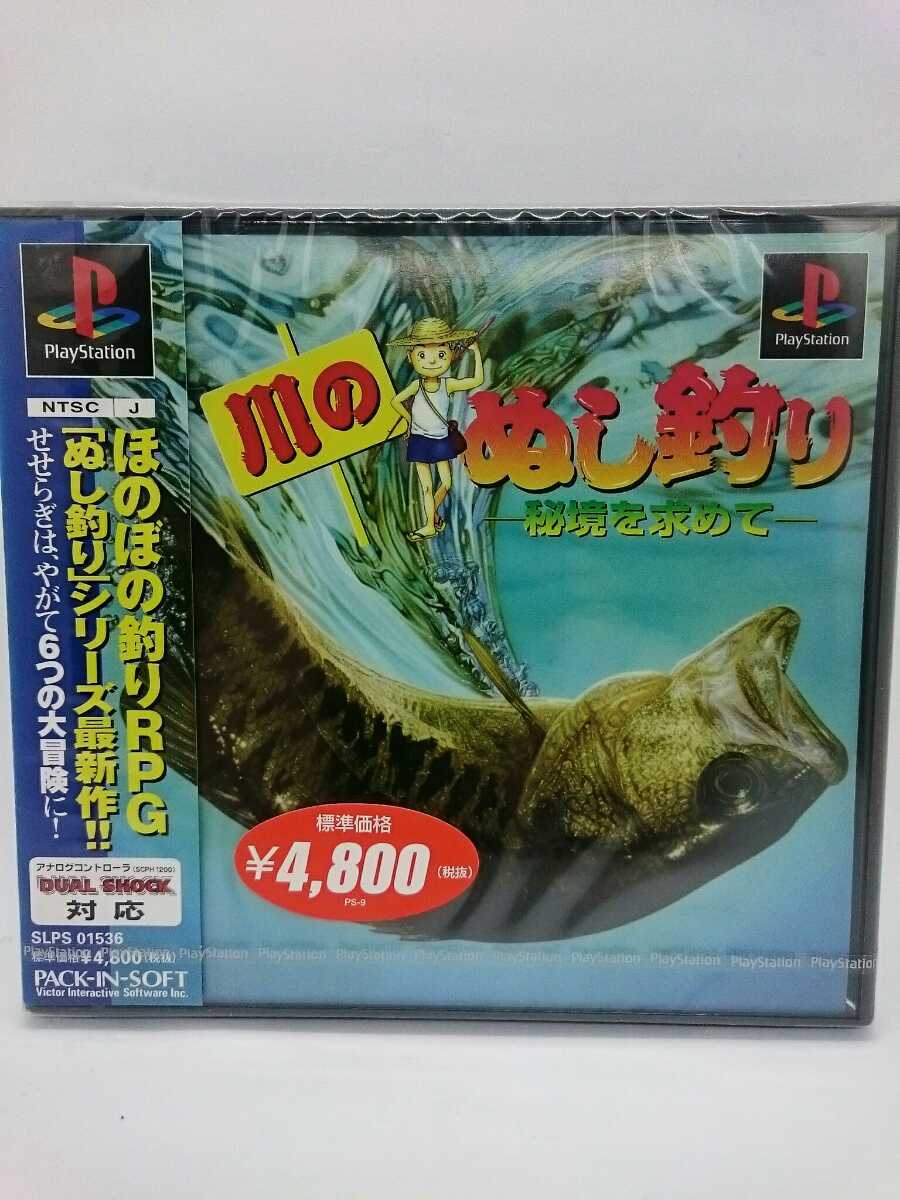 PlayStation
NTSC J
ほのぼの釣りRPG
「ぬし釣り」シリーズ最新作!!
せせらぎは、やがて6つの大冒険に!
アナログコントローラ(SCPH 1200)
DUAL SHOCK
対応
SLPS 01536
標準価格¥4,800(税抜)
PACK-IN-SOFT
Victor Interactive Software Inc.
PlayStation
川の
ぬし釣り
―秘境を求めて―
標準価格
¥4,800(税抜)
PS-9
PlayStation PlayStation PlayStation PlayStation PlayStation PlayStation PlayStation PlayStation PlayStation PlayStation PlayStation